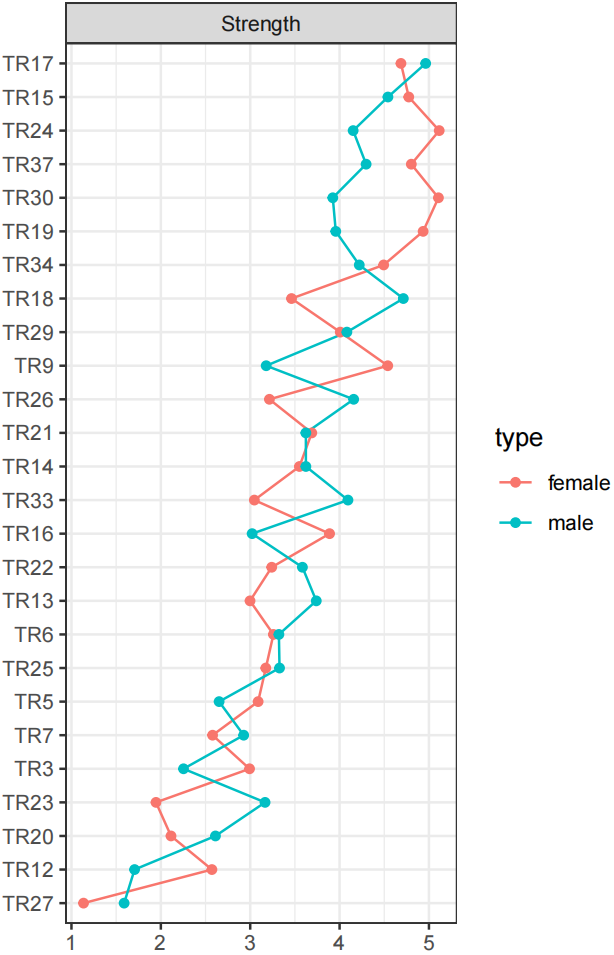 Strength
TR17
TR15
TR24
TR37
TR30
TR19
TR34
TR18
TR29
TR9
TR26
TR21
TR14
TR33
TR16
TR22
TR13
TR6
TR25
TR5
TR7
TR3
TR23
TR20
TR12
TR27
1 2 3 4 5
type
female
male